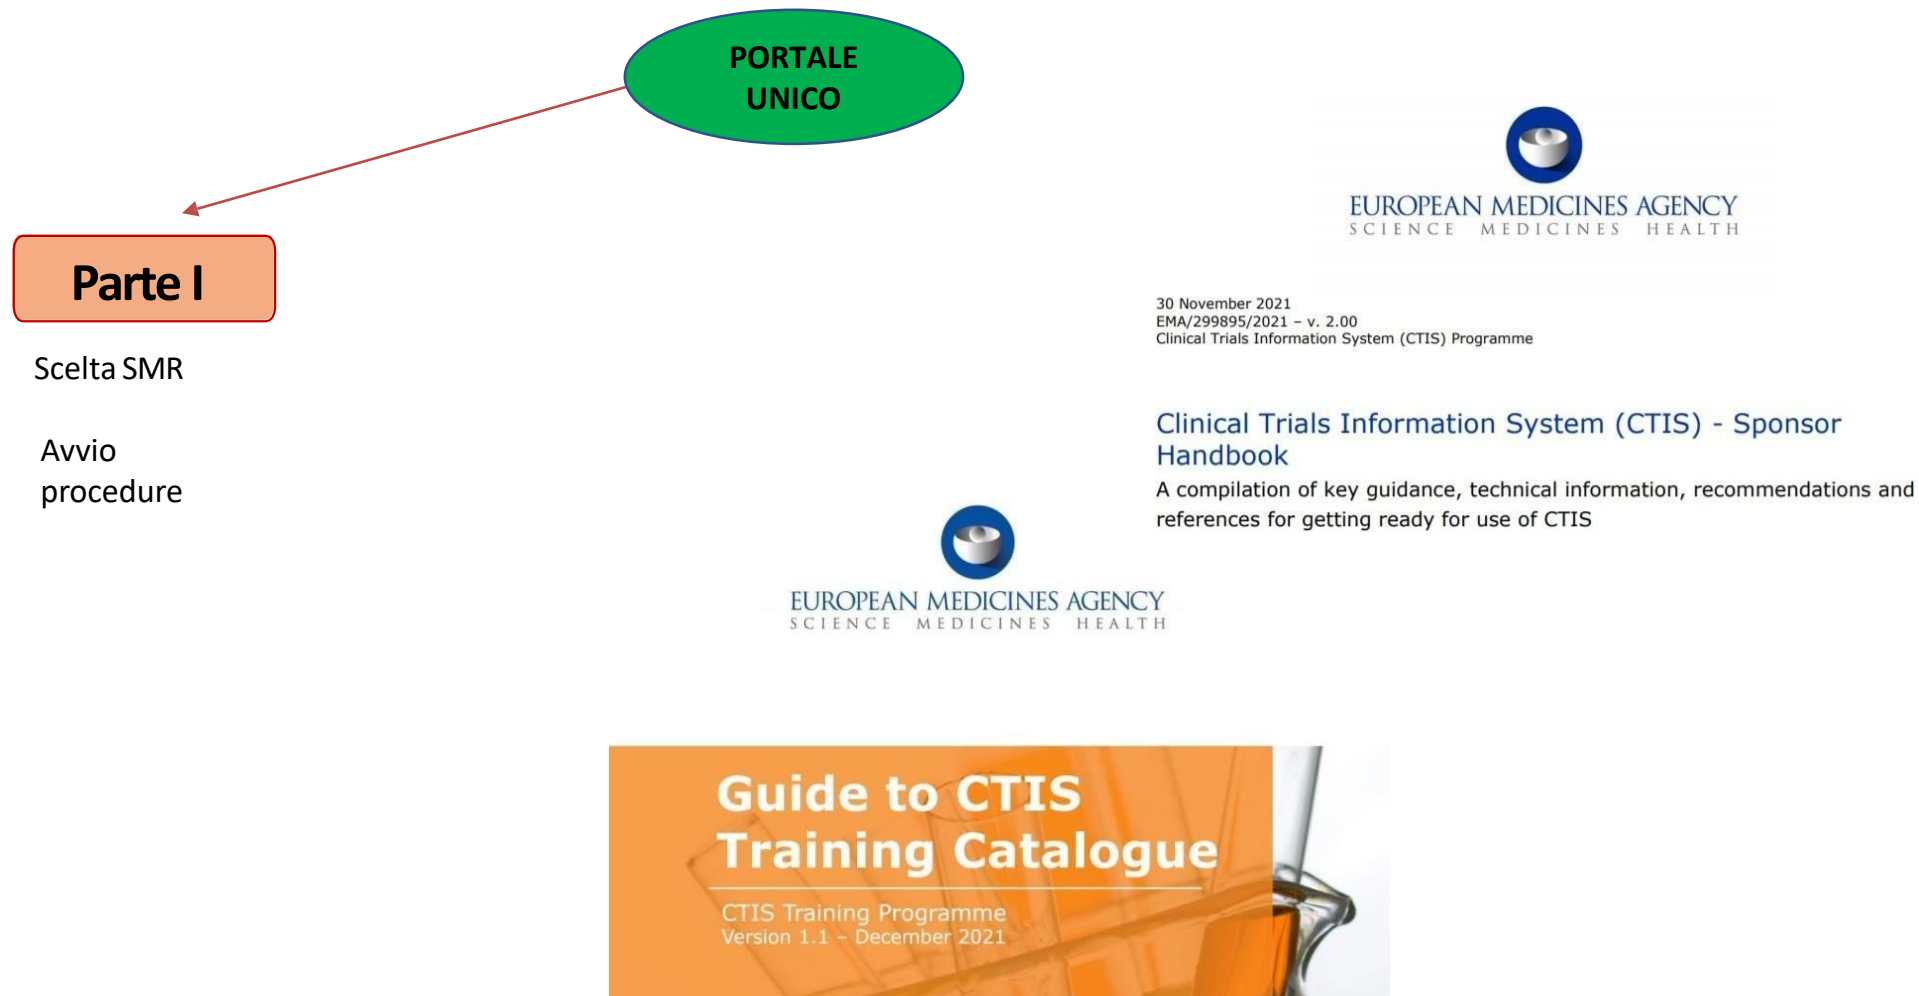 PORTALE
UNICO
Parte I
Scelta SMR
Avvio
procedure
EUROPEAN MEDICINES AGENCY
SCIENCE MEDICINES HEALTH
30 November 2021
EMA/299895/2021 – v. 2.00
Clinical Trials Information System (CTIS) Programme
Clinical Trials Information System (CTIS) - Sponsor
Handbook
A compilation of key guidance, technical information, recommendations and
references for getting ready for use of CTIS
EUROPEAN MEDICINES AGENCY
SCIENCE MEDICINES HEALTH
Guide to CTIS
Training Catalogue
CTIS Training Programme
Version 1.1 – December 2021